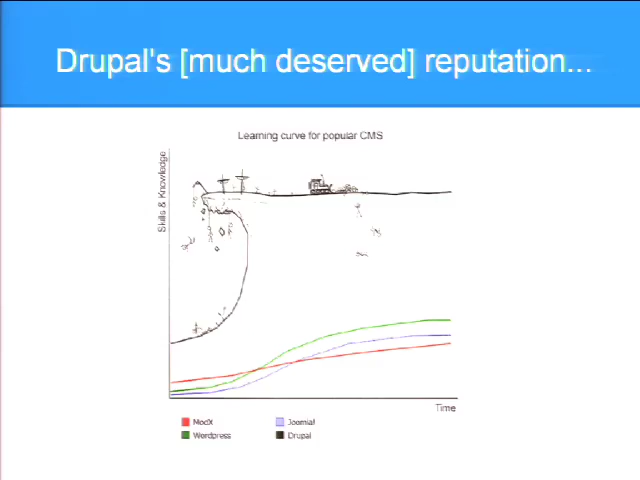 Drupal's [much deserved] reputation...
Learning curve for popular CMS
Skills & Knowledge
Time
ModX
Joomla!
Wordpress
Drupal